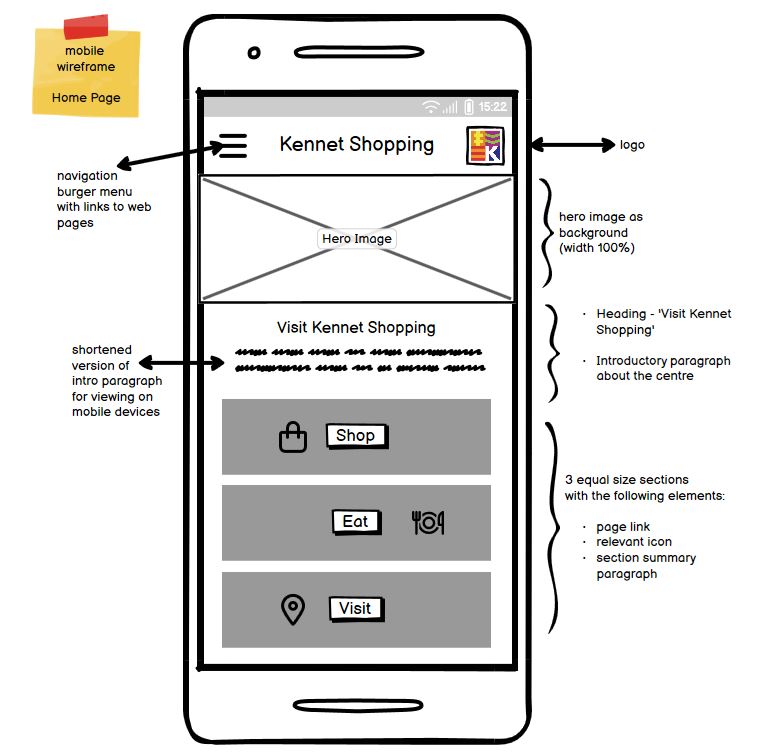 mobile
wireframe
Home Page
15:22
Kennet Shopping
K
logo
navigation
burger menu
with links to web
pages
Hero Image
hero image as
background
(width 100%)
Visit Kennet Shopping
· Heading - 'Visit Kennet
Shopping'
· Introductory paragraph
about the centre
shortened
version of
intro paragraph
for viewing on
mobile devices
Shop
Eat
Visit
3 equal size sections
with the following elements:
· page link
· relevant icon
· section summary
paragraph